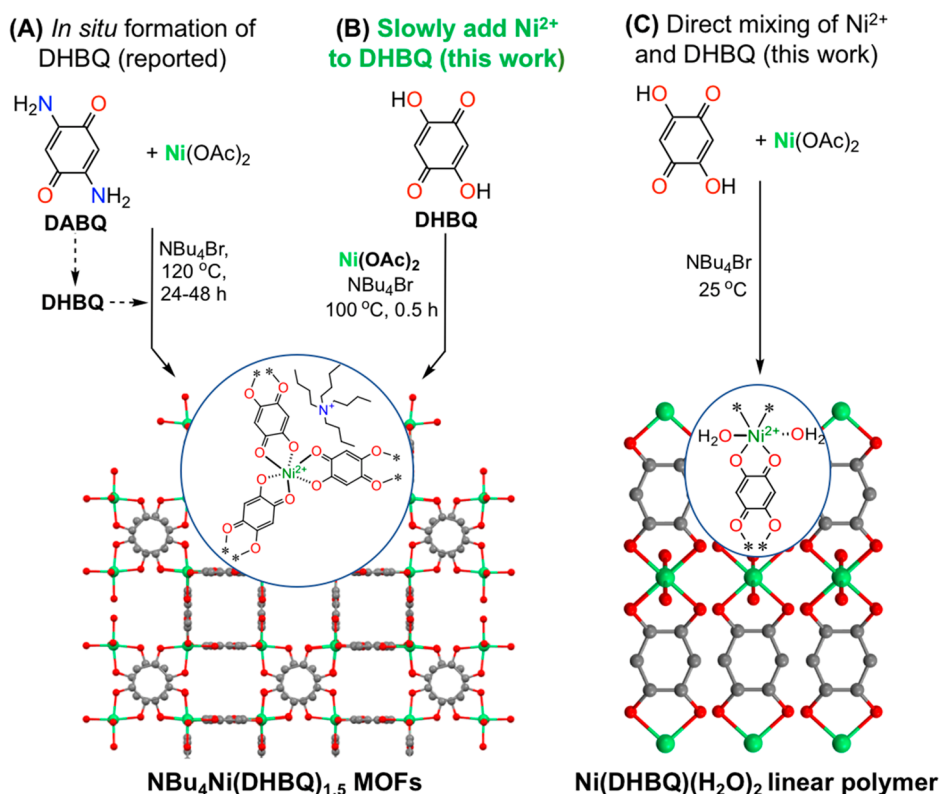 (A) In situ formation of
DHBQ (reported)
H₂N
O
O
NH₂
+ Ni(OAc)₂
DABQ
DHBQ
NBu₄Br,
120 °C,
24-48 h
(B) Slowly add Ni²⁺
to DHBQ (this work)
HO
O
O
OH
DHBQ
Ni(OAc)₂
NBu₄Br
100 °C, 0.5 h
(C) Direct mixing of Ni²⁺
and DHBQ (this work)
HO
O
O
OH
+ Ni(OAc)₂
NBu₄Br
25 °C
* *
O
O
N⁺
O
O
Ni²⁺
O
O
O
*
O
*
O
O
O
O
* *
* *
H₂O
Ni²⁺
OH₂
O
O
O
O
* *
NBu₄Ni(DHBQ)₁.₅ MOFs
Ni(DHBQ)(H₂O)₂ linear polymer